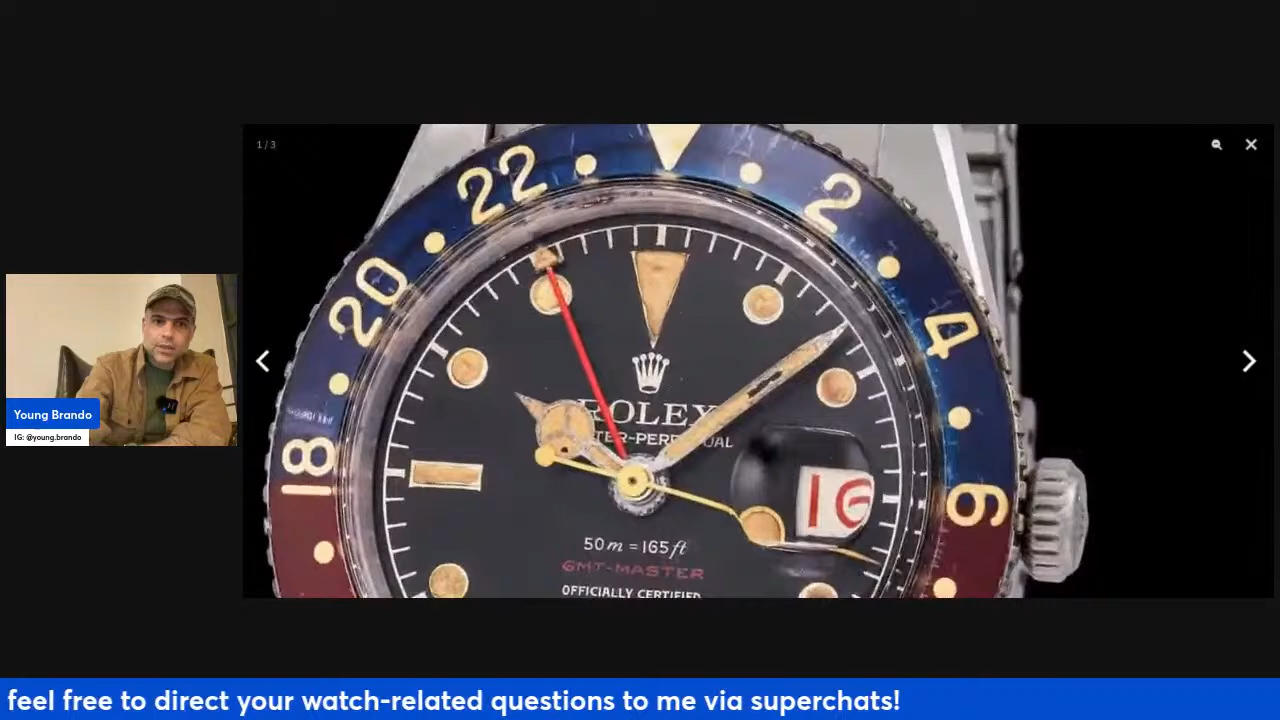 1 / 3
22
2
20
4
18
6
ROLEX
50m = 165ft
GMT-MASTER
OFFICIALLY CERTIFIED
16
Young Brando
IG: @young.brando
feel free to direct your watch-related questions to me via superchats!